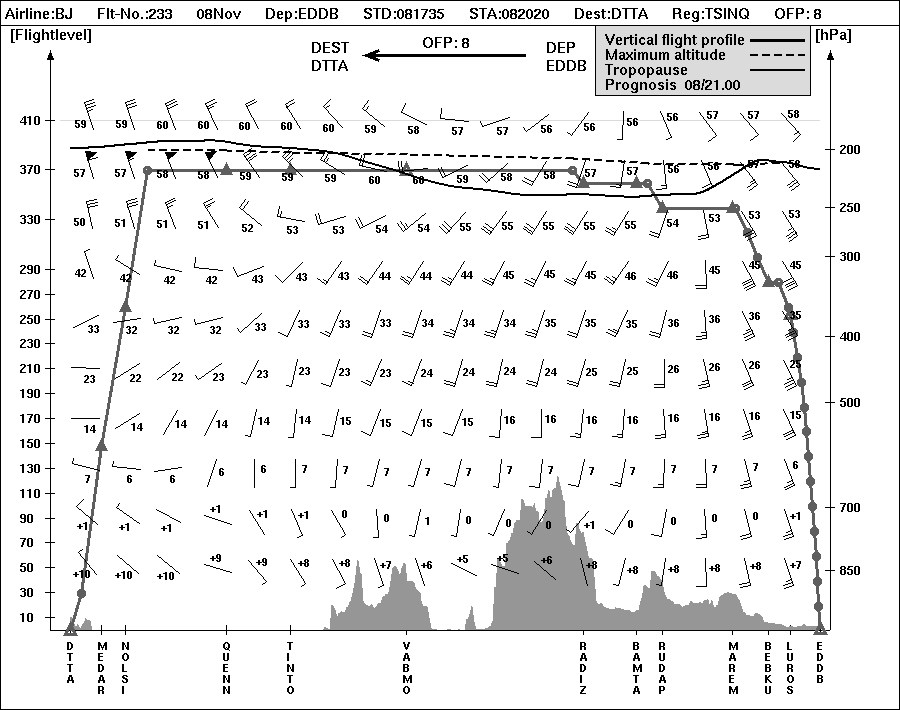 Airline:BJ Flt-No.:233 08Nov Dep:EDDB STD:081735 STA:082020 Dest:DTTA Reg:TSINQ OFP: 8
[Flightlevel] [hPa]
DEST OFP: 8 DEP
DTTA EDDB
Vertical flight profile
Maximum altitude
Tropopause
Prognosis 08/21.00
410 59 59 60 60 60 60 60 59 58 57 57 56 56 56 56 57 57 58
200
370 57 57 58 58 59 59 59 60 60 59 58 57 57 57 56 56 57 58
250
330 50 51 51 51 52 53 53 54 54 55 55 55 55 55 54 53 53 53
300
290 42 42 42 42 43 43 43 44 44 44 45 45 45 46 46 45 45 45
270
250 33 32 32 32 33 33 33 33 34 34 35 35 35 35 36 36 36 35
230 400
210 23 22 22 23 23 23 23 23 24 24 24 24 25 25 26 26 26 25
190
170 14 14 14 14 14 14 15 15 15 15 16 16 16 16 16 16 16 15
500
150
130 7 6 6 6 6 7 7 7 7 7 7 7 7 7 7 7 7 6
110
90 +1 +1 +1 +1 +1 +1 0 0 1 0 0 0 +1 0 0 0 0 +1
700
70
50 +10 +10 +10 +9 +8 +8 +8 +7 +6 +5 +5 +6 +8 +8 +8 +8 +8 +7
850
30
10
DTTA
MEDAR
NOLSI
QUENN
TINTO
VABMO
RADIZ
BAMTA
RUDAP
MAREM
BEBKU
LUROS
EDDB